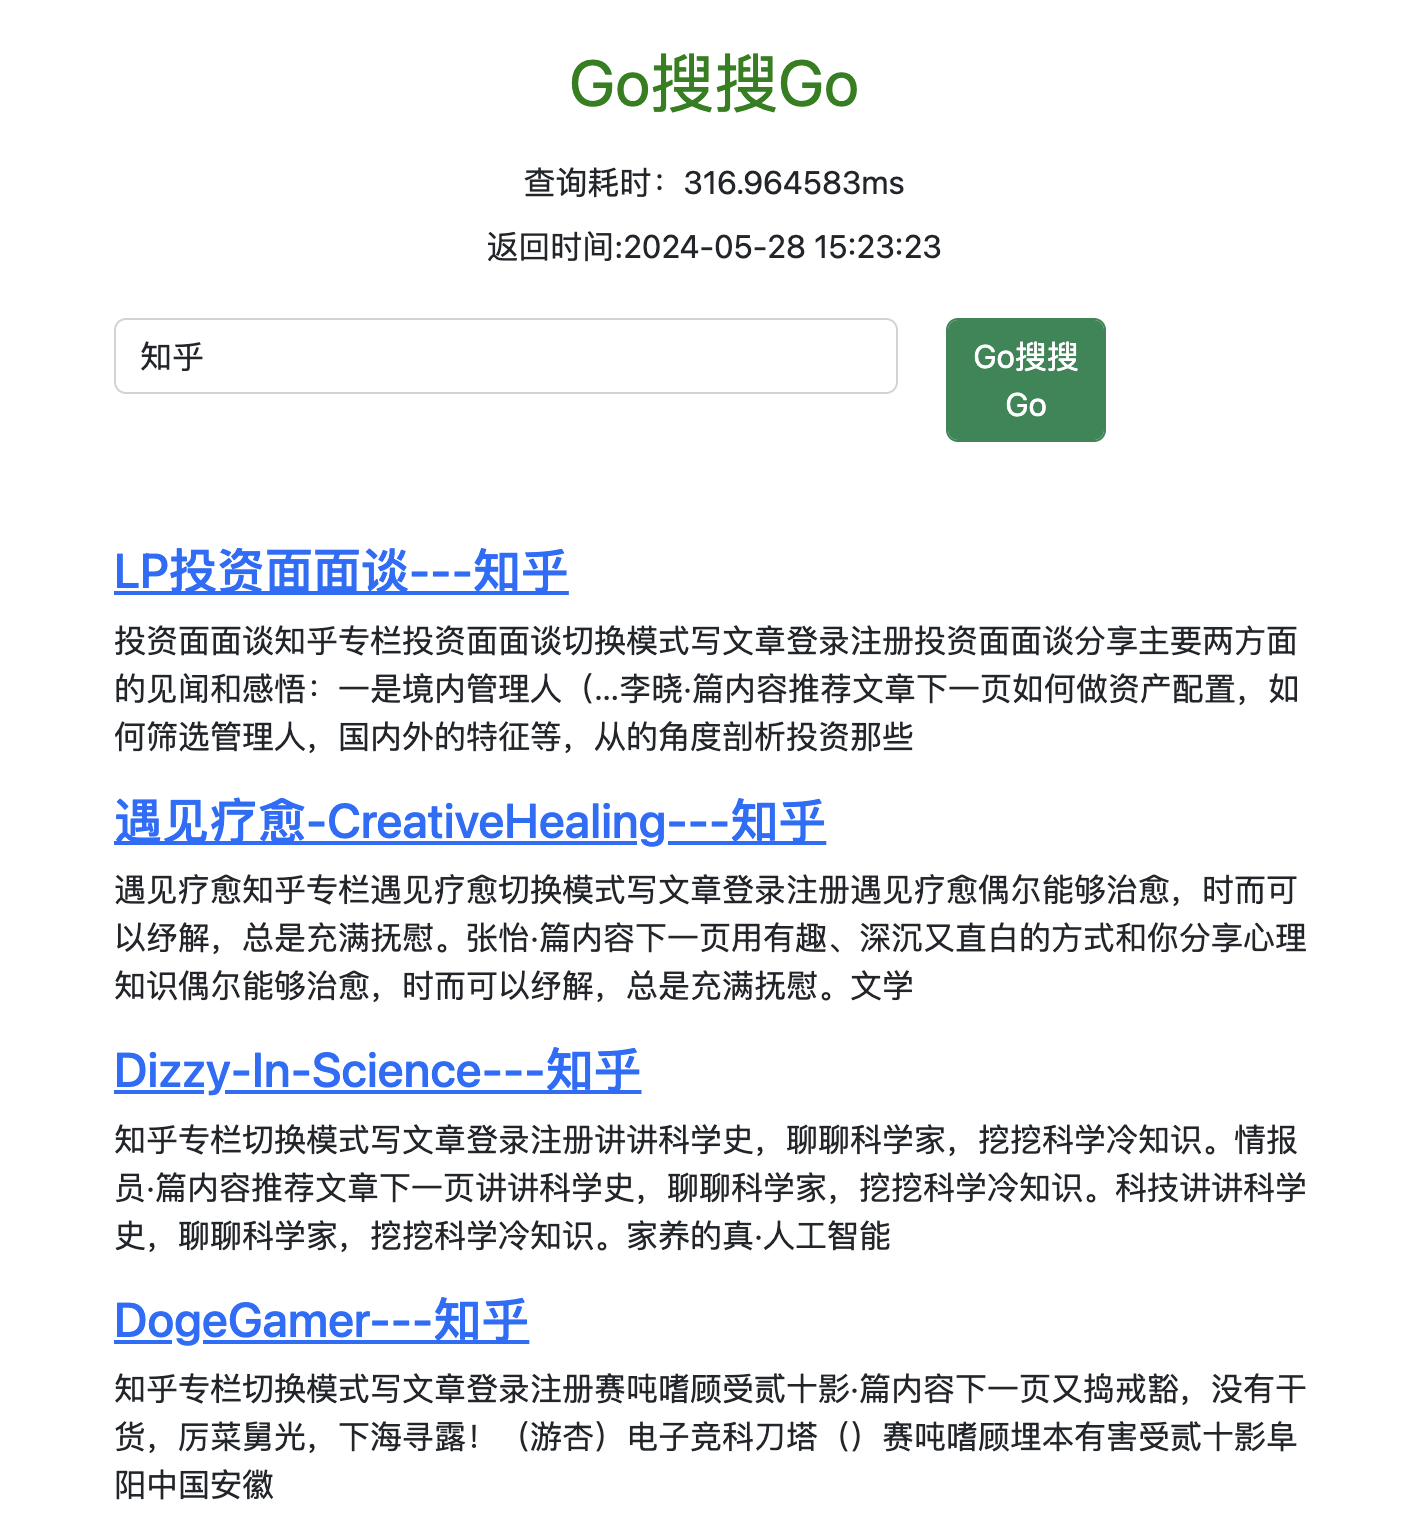 Go搜搜Go
查询耗时：316.964583ms
返回时间:2024-05-28 15:23:23
知乎
Go搜搜
Go
LP投资面面谈---知乎
投资面面谈知乎专栏投资面面谈切换模式写文章登录注册投资面面谈分享主要两方面
的见闻和感悟：一是境内管理人（...李晓·篇内容推荐文章下一页如何做资产配置，如
何筛选管理人，国内外的特征等，从的角度剖析投资那些
遇见疗愈-CreativeHealing---知乎
遇见疗愈知乎专栏遇见疗愈切换模式写文章登录注册遇见疗愈偶尔能够治愈，时而可
以纾解，总是充满抚慰。张怡·篇内容下一页用有趣、深沉又直白的方式和你分享心理
知识偶尔能够治愈，时而可以纾解，总是充满抚慰。文学
Dizzy-In-Science---知乎
知乎专栏切换模式写文章登录注册讲讲科学史，聊聊科学家，挖挖科学冷知识。情报
员·篇内容推荐文章下一页讲讲科学史，聊聊科学家，挖挖科学冷知识。科技讲讲科学
史，聊聊科学家，挖挖科学冷知识。家养的真·人工智能
DogeGamer---知乎
知乎专栏切换模式写文章登录注册赛吨嗜顾受贰十影·篇内容下一页又捣戒豁，没有干
货，厉菜舅光，下海寻露！（游杏）电子竞科刀塔（）赛吨嗜顾埋本有害受贰十影阜
阳中国安徽